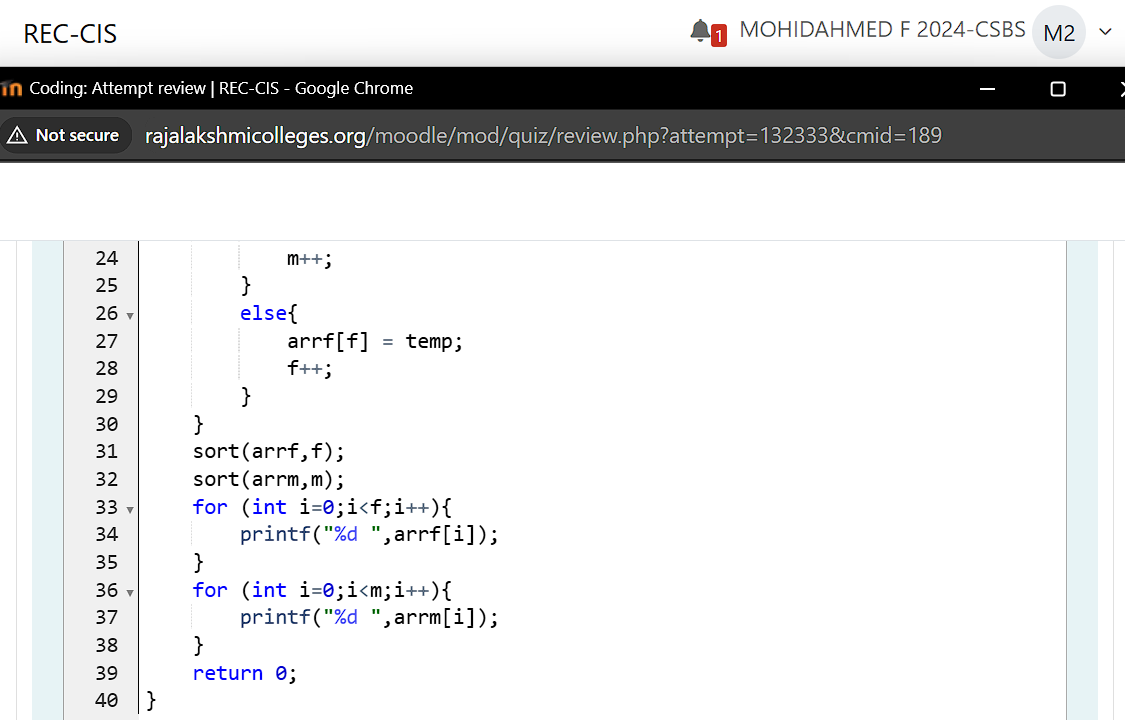 REC-CIS
1 MOHIDAHMED F 2024-CSBS M2
Coding: Attempt review | REC-CIS - Google Chrome
Not secure rajalakshmicolleges.org/moodle/mod/quiz/review.php?attempt=132333&cmid=189
24 m++;
25 }
26 else{
27 arrf[f] = temp;
28 f++;
29 }
30 }
31 sort(arrf,f);
32 sort(arrm,m);
33 for (int i=0;i<f;i++){
34 printf("%d ",arrf[i]);
35 }
36 for (int i=0;i<m;i++){
37 printf("%d ",arrm[i]);
38 }
39 return 0;
40 }